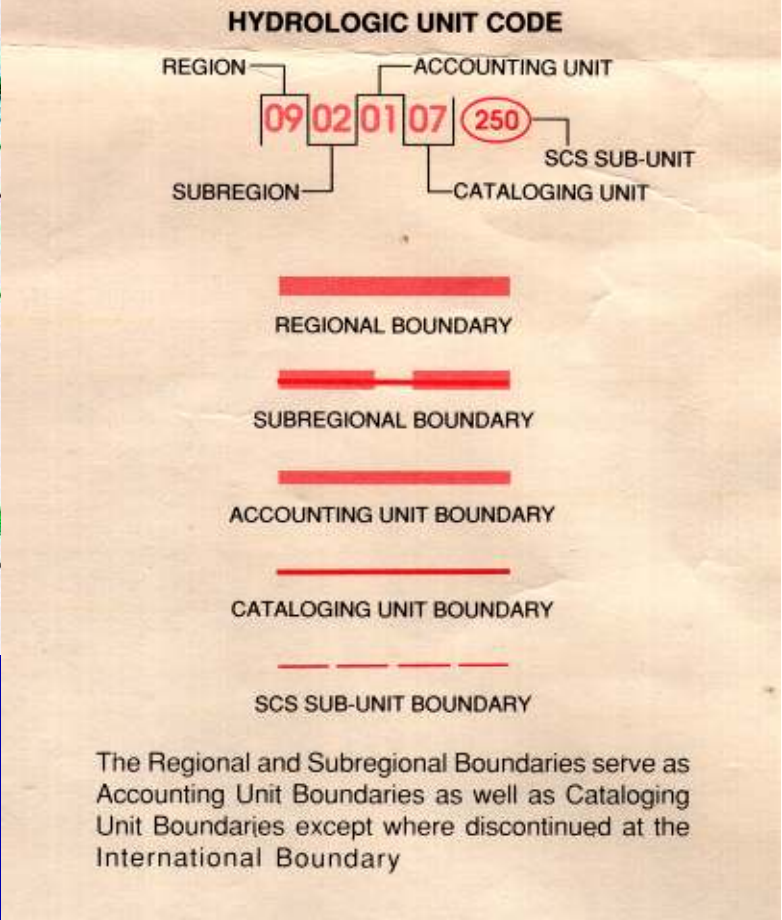 HYDROLOGIC UNIT CODE
REGION ACCOUNTING UNIT
09 02 01 07 250
SCS SUB-UNIT
SUBREGION CATALOGING UNIT
REGIONAL BOUNDARY
SUBREGIONAL BOUNDARY
ACCOUNTING UNIT BOUNDARY
CATALOGING UNIT BOUNDARY
SCS SUB-UNIT BOUNDARY
The Regional and Subregional Boundaries serve as
Accounting Unit Boundaries as well as Cataloging
Unit Boundaries except where discontinued at the
International Boundary